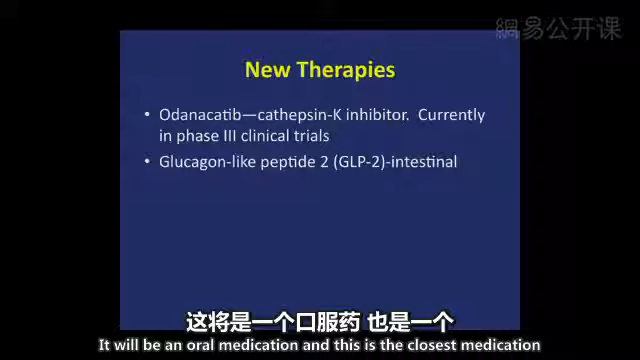 網易公开课
New Therapies
• Odanacatib—cathepsin-K inhibitor. Currently
in phase III clinical trials
• Glucagon-like peptide 2 (GLP-2)-intestinal
这将是一个口服药 也是一个
It will be an oral medication and this is the closest medication